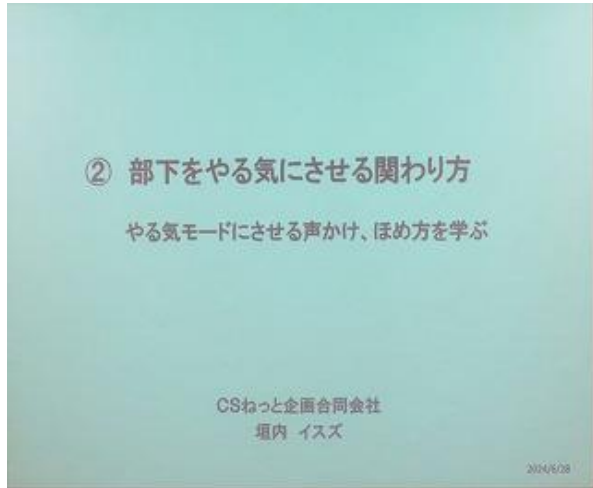 ② 部下をやる気にさせる関わり方
やる気モードにさせる声かけ、ほめ方を学ぶ
CSねっと企画合同会社
垣内 イスズ
2024/6/28